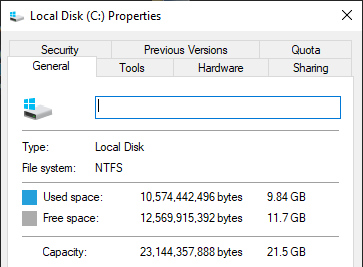 Local Disk (C:) Properties
Security Previous Versions Quota
General Tools Hardware Sharing
Type: Local Disk
File system: NTFS
Used space: 10,574,442,496 bytes 9.84 GB
Free space: 12,569,915,392 bytes 11.7 GB
Capacity: 23,144,357,888 bytes 21.5 GB